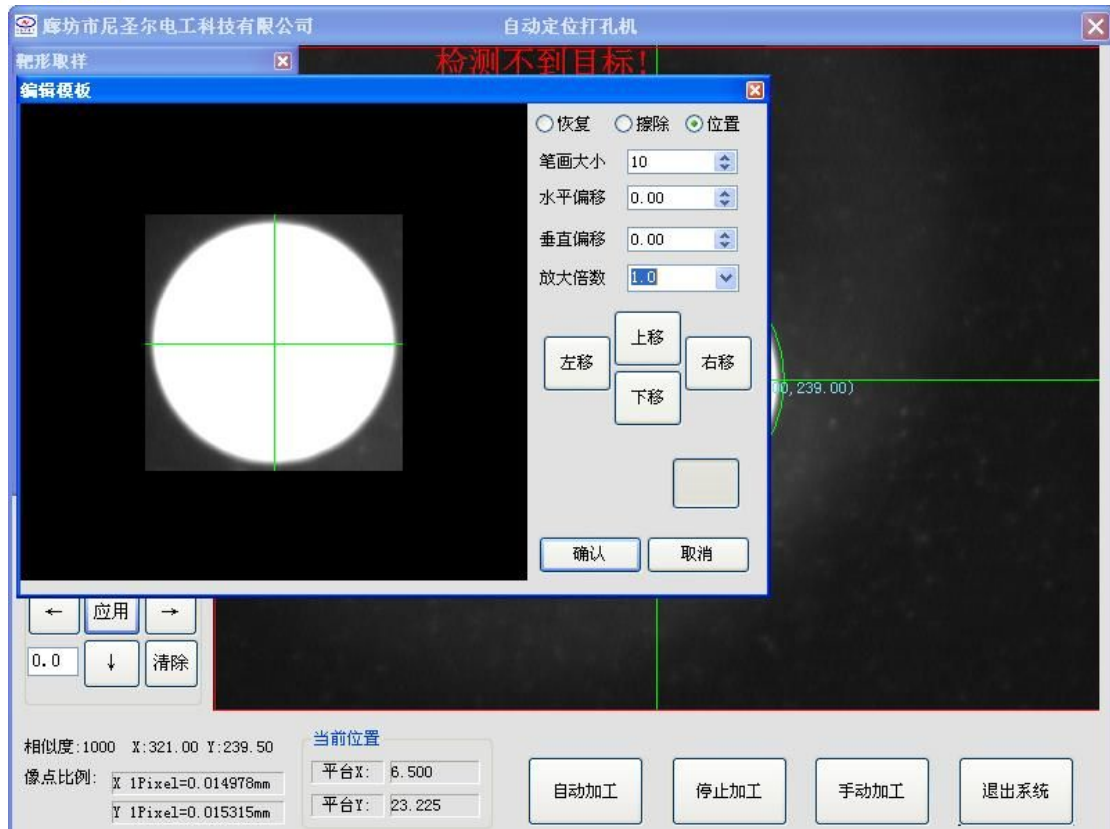 廊坊市尼圣尔电工科技有限公司 自动定位打孔机
靶形取样
检测不到目标!
编辑模板
恢复 擦除 位置
笔画大小 10
水平偏移 0.00
垂直偏移 0.00
放大倍数 1.0
上移
左移 右移
下移
00,239.00)
确认 取消
← 应用 →
0.0 ↓ 清除
相似度:1000 X:321.00 Y:239.50
像点比例: X 1Pixel=0.014978mm
Y 1Pixel=0.015315mm
当前位置
平台X: 6.500
平台Y: 23.225
自动加工 停止加工 手动加工 退出系统